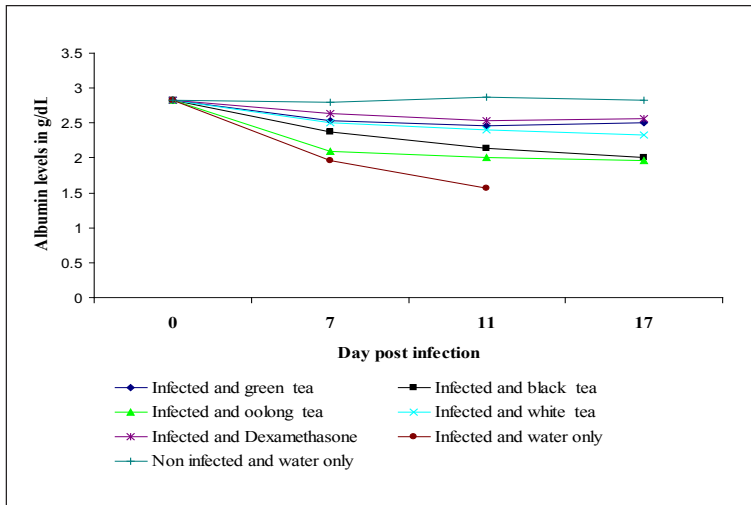 3.5
3
2.5
2
1.5
1
0.5
0
Albumin levels in g/dl
0 7 11 17
Day post infection
Infected and green tea Infected and black tea
Infected and oolong tea Infected and white tea
Infected and Dexamethasone Infected and water only
Non infected and water only